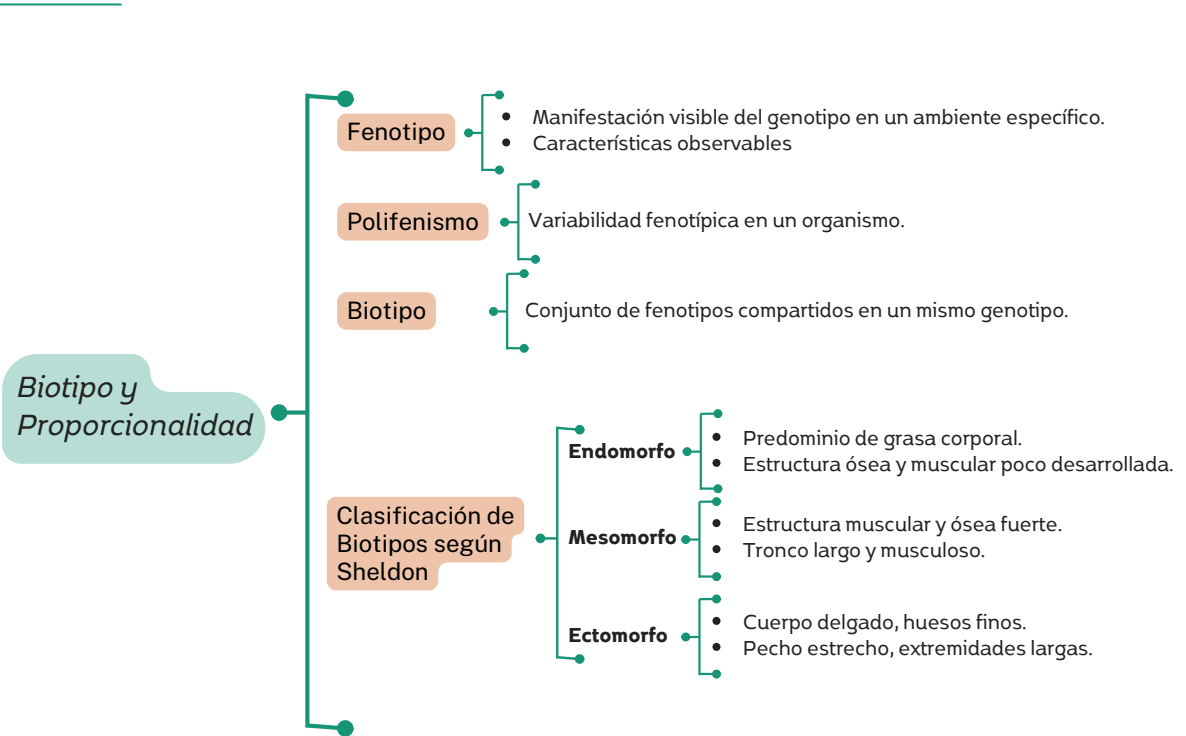 Biotipo y
Proporcionalidad
Fenotipo
• Manifestación visible del genotipo en un ambiente específico.
• Características observables
Polifenismo
Variabilidad fenotípica en un organismo.
Biotipo
Conjunto de fenotipos compartidos en un mismo genotipo.
Clasificación de
Biotipos según
Sheldon
Endomorfo
• Predominio de grasa corporal.
• Estructura ósea y muscular poco desarrollada.
Mesomorfo
• Estructura muscular y ósea fuerte.
• Tronco largo y musculoso.
Ectomorfo
• Cuerpo delgado, huesos finos.
• Pecho estrecho, extremidades largas.